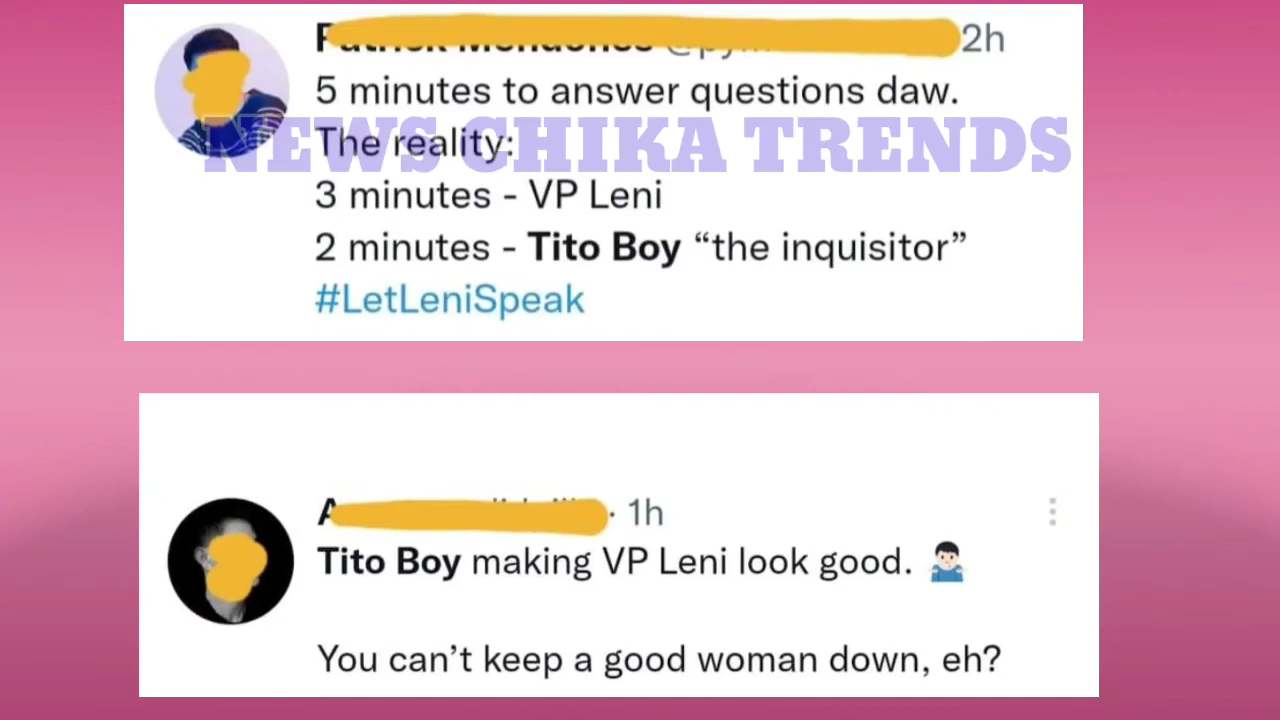 2h
5 minutes to answer questions daw.
NEWS CHIKA TRENDS
The reality:
3 minutes - VP Leni
2 minutes - Tito Boy “the inquisitor”
#LetLeniSpeak
A · 1h
Tito Boy making VP Leni look good. 🤷🏻‍♂️
You can’t keep a good woman down, eh?